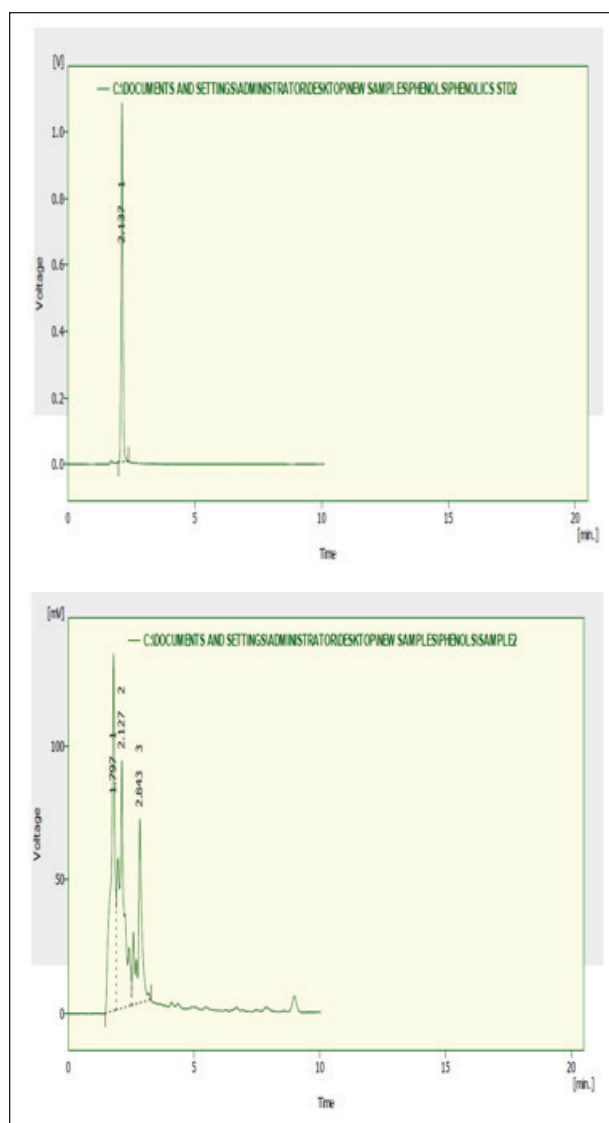 [V]
— C:\DOCUMENTS AND SETTINGS\ADMINISTRATOR\DESKTOP\NEW SAMPLES\PHENOLS\PHENOLICS STD2
1.0
0.8
0.6
0.4
0.2
0.0
Voltage
2.137 1
0 5 10 15 20
[min.]
Time
[mV]
— C:\DOCUMENTS AND SETTINGS\ADMINISTRATOR\DESKTOP\NEW SAMPLES\PHENOLS\SAMPLE2
100
50
0
Voltage
1.797 1
2.127 2
2.843 3
0 5 10 15 20
[min.]
Time